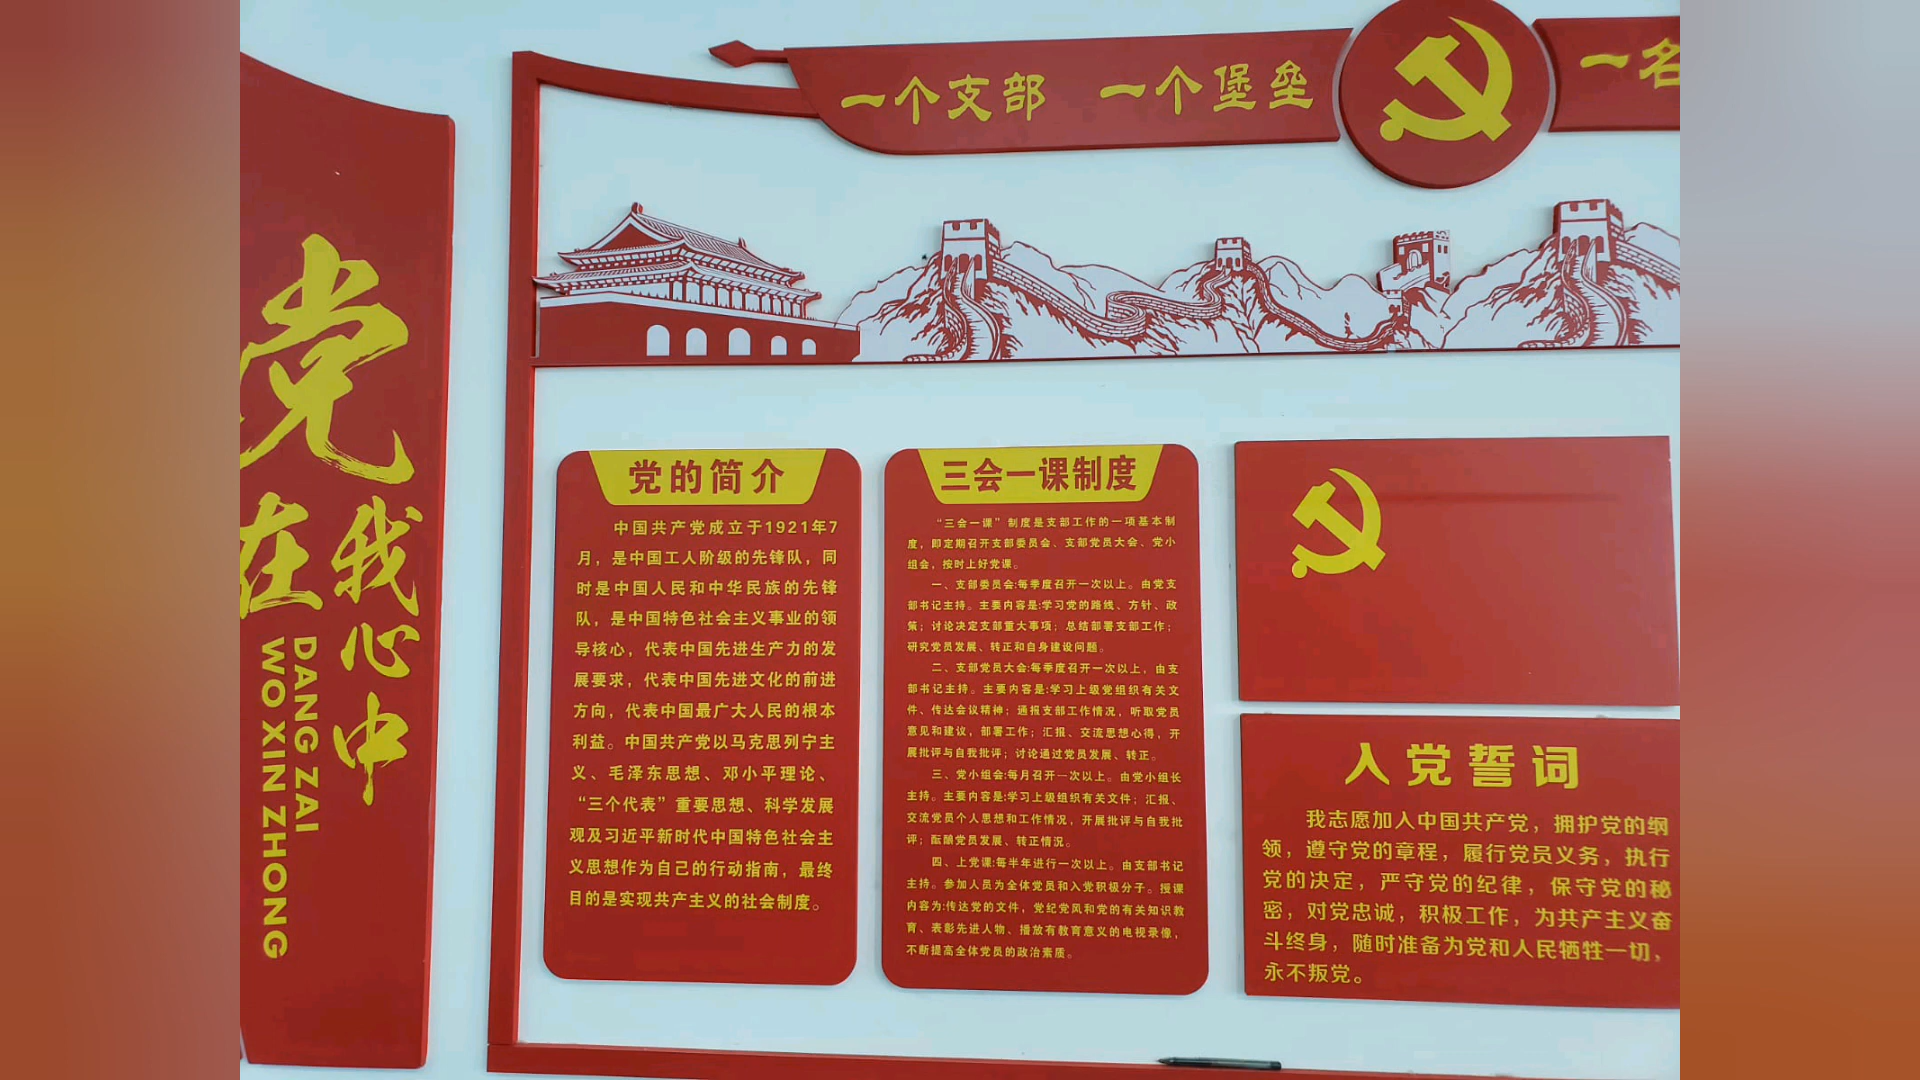 党
在我心中
DANG ZAI
WO XIN ZHONG
一个支部 一个堡垒
一名
党的简介
中国共产党成立于1921年7
月，是中国工人阶级的先锋队，同
时是中国人民和中华民族的先锋
队，是中国特色社会主义事业的领
导核心，代表中国先进生产力的发
展要求，代表中国先进文化的前进
方向，代表中国最广大人民的根本
利益。中国共产党以马克思列宁主
义、毛泽东思想、邓小平理论、
“三个代表”重要思想、科学发展
观及习近平新时代中国特色社会主
义思想作为自己的行动指南，最终
目的是实现共产主义的社会制度。
三会一课制度
“三会一课”制度是支部工作的一项基本制
度，即定期召开支部委员会、支部党员大会、党小
组会，按时上好党课。
一、支部委员会:每季度召开一次以上。由党支
部书记主持。主要内容是:学习党的路线、方针、政
策；讨论决定支部重大事项；总结部署支部工作；
研究党员发展、转正和自身建设问题。
二、支部党员大会:每季度召开一次以上，由支
部书记主持。主要内容是:学习上级党组织有关文
件、传达会议精神；通报支部工作情况，听取党员
意见和建议，部署工作；汇报、交流思想心得，开
展批评与自我批评；讨论通过党员发展、转正。
三、党小组会:每月召开一次以上。由党小组长
主持。主要内容是:学习上级组织有关文件；汇报、
交流党员个人思想和工作情况，开展批评与自我批
评；酝酿党员发展、转正情况。
四、上党课:每半年进行一次以上。由支部书记
主持。参加人员为全体党员和入党积极分子。授课
内容为:传达党的文件，党纪党风和党的有关知识教
育、表彰先进人物、播放有教育意义的电视录像，
不断提高全体党员的政治素质。
入党誓词
我志愿加入中国共产党，拥护党的纲
领，遵守党的章程，履行党员义务，执行
党的决定，严守党的纪律，保守党的秘
密，对党忠诚，积极工作，为共产主义奋
斗终身，随时准备为党和人民牺牲一切，
永不叛党。